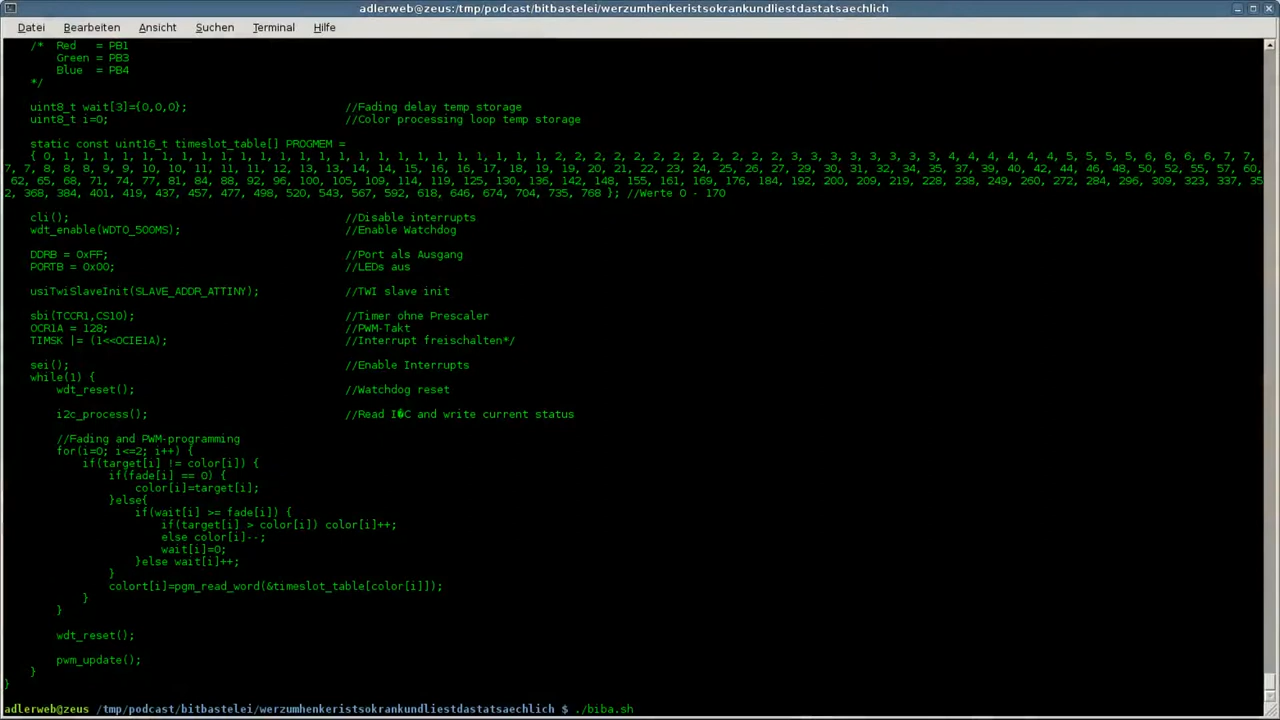 adlerweb@zeus:/tmp/podcast/bitbastelei/werzumhenkeristsokrankundliestdastatsaechlich
Datei Bearbeiten Ansicht Suchen Terminal Hilfe
/* Red = PB1
Green = PB3
Blue = PB4
*/
uint8_t wait[3]={0,0,0}; //Fading delay temp storage
uint8_t i=0; //Color processing loop temp storage
static const uint16_t timeslot_table[] PROGMEM =
{ 0, 1, 1, 1, 1, 1, 1, 1, 1, 1, 1, 1, 1, 1, 1, 1, 1, 1, 1, 1, 1, 1, 1, 1, 1, 1, 2, 2, 2, 2, 2, 2, 2, 2, 2, 2, 2, 2, 3, 3, 3, 3, 3, 3, 3, 3, 4, 4, 4, 4, 4, 4, 5, 5, 5, 5, 6, 6, 6, 6, 7, 7,
7, 7, 8, 8, 8, 9, 9, 10, 10, 11, 11, 11, 12, 12, 13, 13, 14, 14, 15, 16, 16, 17, 18, 18, 19, 20, 21, 22, 22, 23, 24, 25, 26, 27, 28, 30, 31, 32, 33, 35, 36, 37, 39, 40, 42, 44, 45, 47, 49, 51, 53, 55, 57, 60,
62, 65, 68, 71, 74, 77, 81, 84, 88, 92, 96, 100, 105, 109, 114, 119, 125, 130, 136, 142, 148, 155, 161, 169, 176, 184, 192, 200, 209, 219, 228, 238, 249, 260, 272, 284, 296, 309, 323, 337, 35
2, 368, 384, 401, 419, 437, 457, 477, 498, 520, 543, 567, 592, 618, 646, 674, 704, 735, 768 }; //Werte 0 - 170
cli(); //Disable interrupts
wdt_enable(WDTO_500MS); //Enable Watchdog
DDRB = 0xFF; //Port als Ausgang
PORTB = 0x00; //LEDs aus
usiTwiSlaveInit(SLAVE_ADDR_ATTINY); //TWI slave init
sbi(TCCR1,CS10); //Timer ohne Prescaler
OCR1A = 128; //PWM-Takt
TIMSK |= (1<<OCIE1A); //Interrupt freischalten*/
sei(); //Enable Interrupts
while(1) {
wdt_reset(); //Watchdog reset
i2c_process(); //Read I�C and write current status
//Fading and PWM-programming
for(i=0; i<=2; i++) {
if(target[i] != color[i]) {
if(fade[i] == 0) {
color[i]=target[i];
}else{
if(wait[i] >= fade[i]) {
if(target[i] > color[i]) color[i]++;
else color[i]--;
wait[i]=0;
}else wait[i]++;
}
colort[i]=pgm_read_word(&timeslot_table[color[i]]);
}
}
wdt_reset();
pwm_update();
}
}
adlerweb@zeus /tmp/podcast/bitbastelei/werzumhenkeristsokrankundliestdastatsaechlich $ ./biba.sh